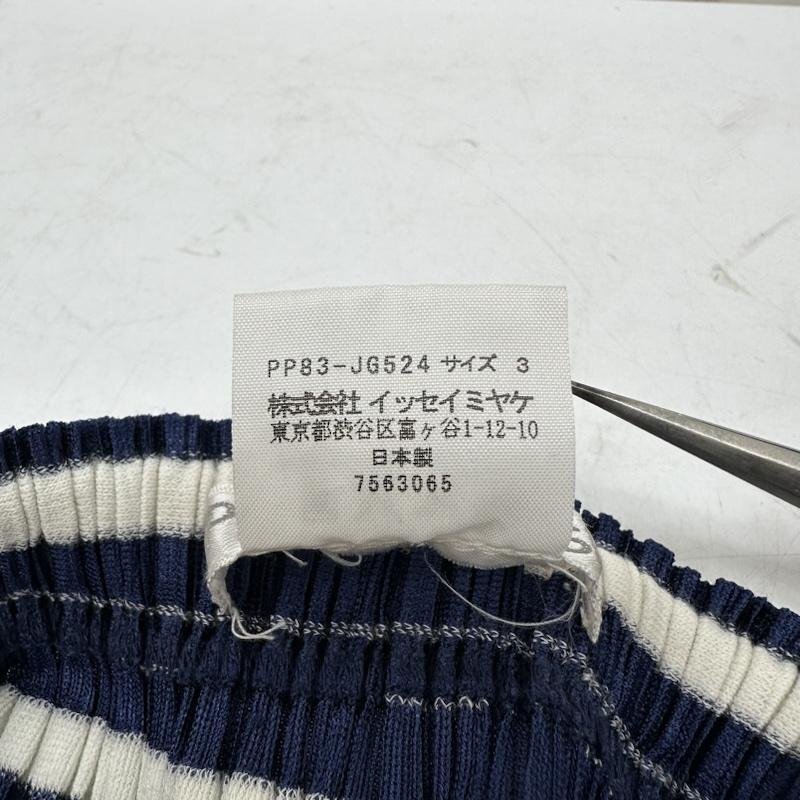 PP83-JG524 サイズ 3
株式会社 イッセイミヤケ
東京都渋谷区富ヶ谷1-12-10
日本製
7563065